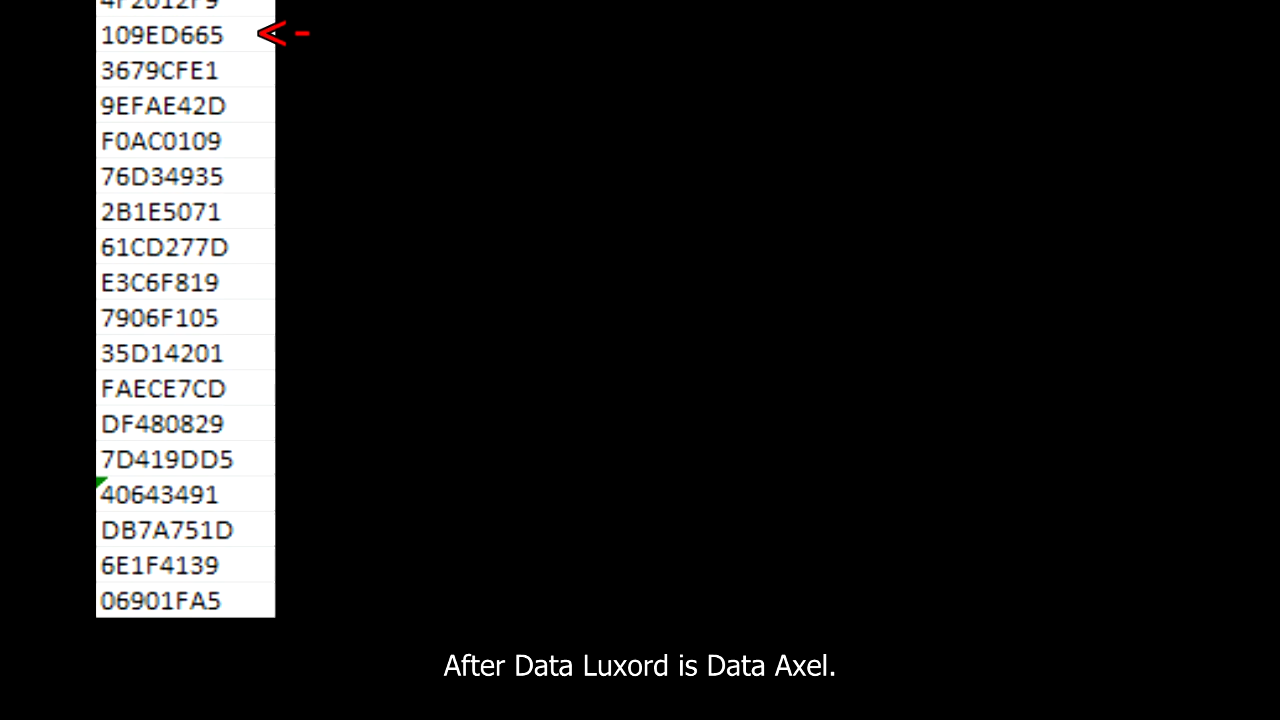 109ED665
3679CFE1
9EFAE42D
F0AC0109
76D34935
2B1E5071
61CD277D
E3C6F819
7906F105
35D14201
FAECE7CD
DF480829
7D419DD5
40643491
DB7A751D
6E1F4139
06901FA5
After Data Luxord is Data Axel.